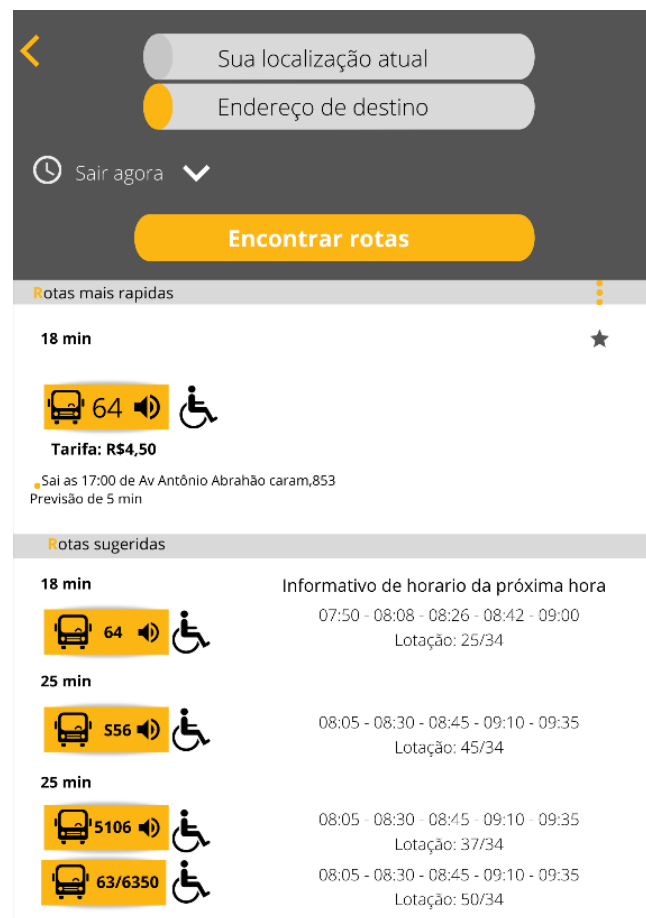 Sua localização atual
Endereço de destino
Sair agora
Encontrar rotas
Rotas mais rapidas
18 min
64
Tarifa: R$4,50
Sai as 17:00 de Av Antônio Abrahão caram,853
Previsão de 5 min
Rotas sugeridas
18 min
Informativo de horario da próxima hora
64
07:50 - 08:08 - 08:26 - 08:42 - 09:00
Lotação: 25/34
25 min
S56
08:05 - 08:30 - 08:45 - 09:10 - 09:35
Lotação: 45/34
25 min
5106
08:05 - 08:30 - 08:45 - 09:10 - 09:35
Lotação: 37/34
63/6350
08:05 - 08:30 - 08:45 - 09:10 - 09:35
Lotação: 50/34